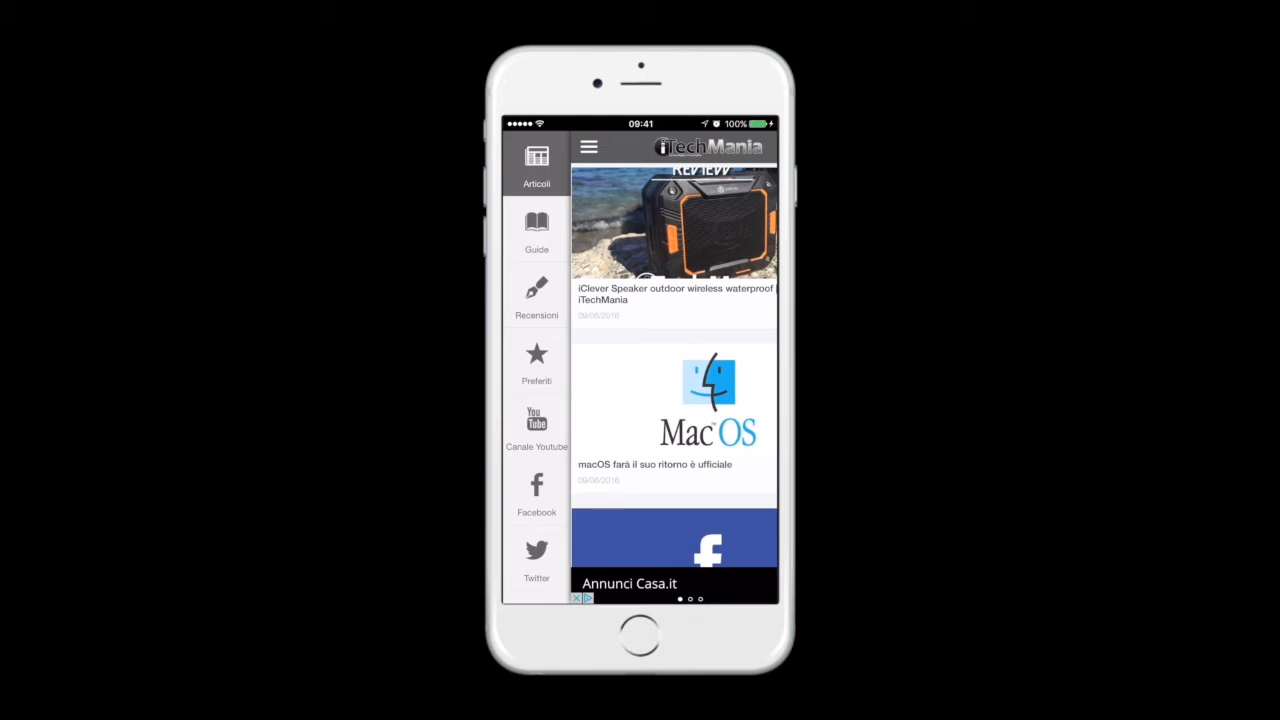 09:41
100%
Articoli
Guide
Recensioni
Preferiti
Canale Youtube
You
Tube
Facebook
Twitter
iTechMania
REVIEW
iClever Speaker outdoor wireless waterproof |
iTechMania
09/06/2016
Mac OS
macOS farà il suo ritorno è ufficiale
09/06/2016
Annunci Casa.it